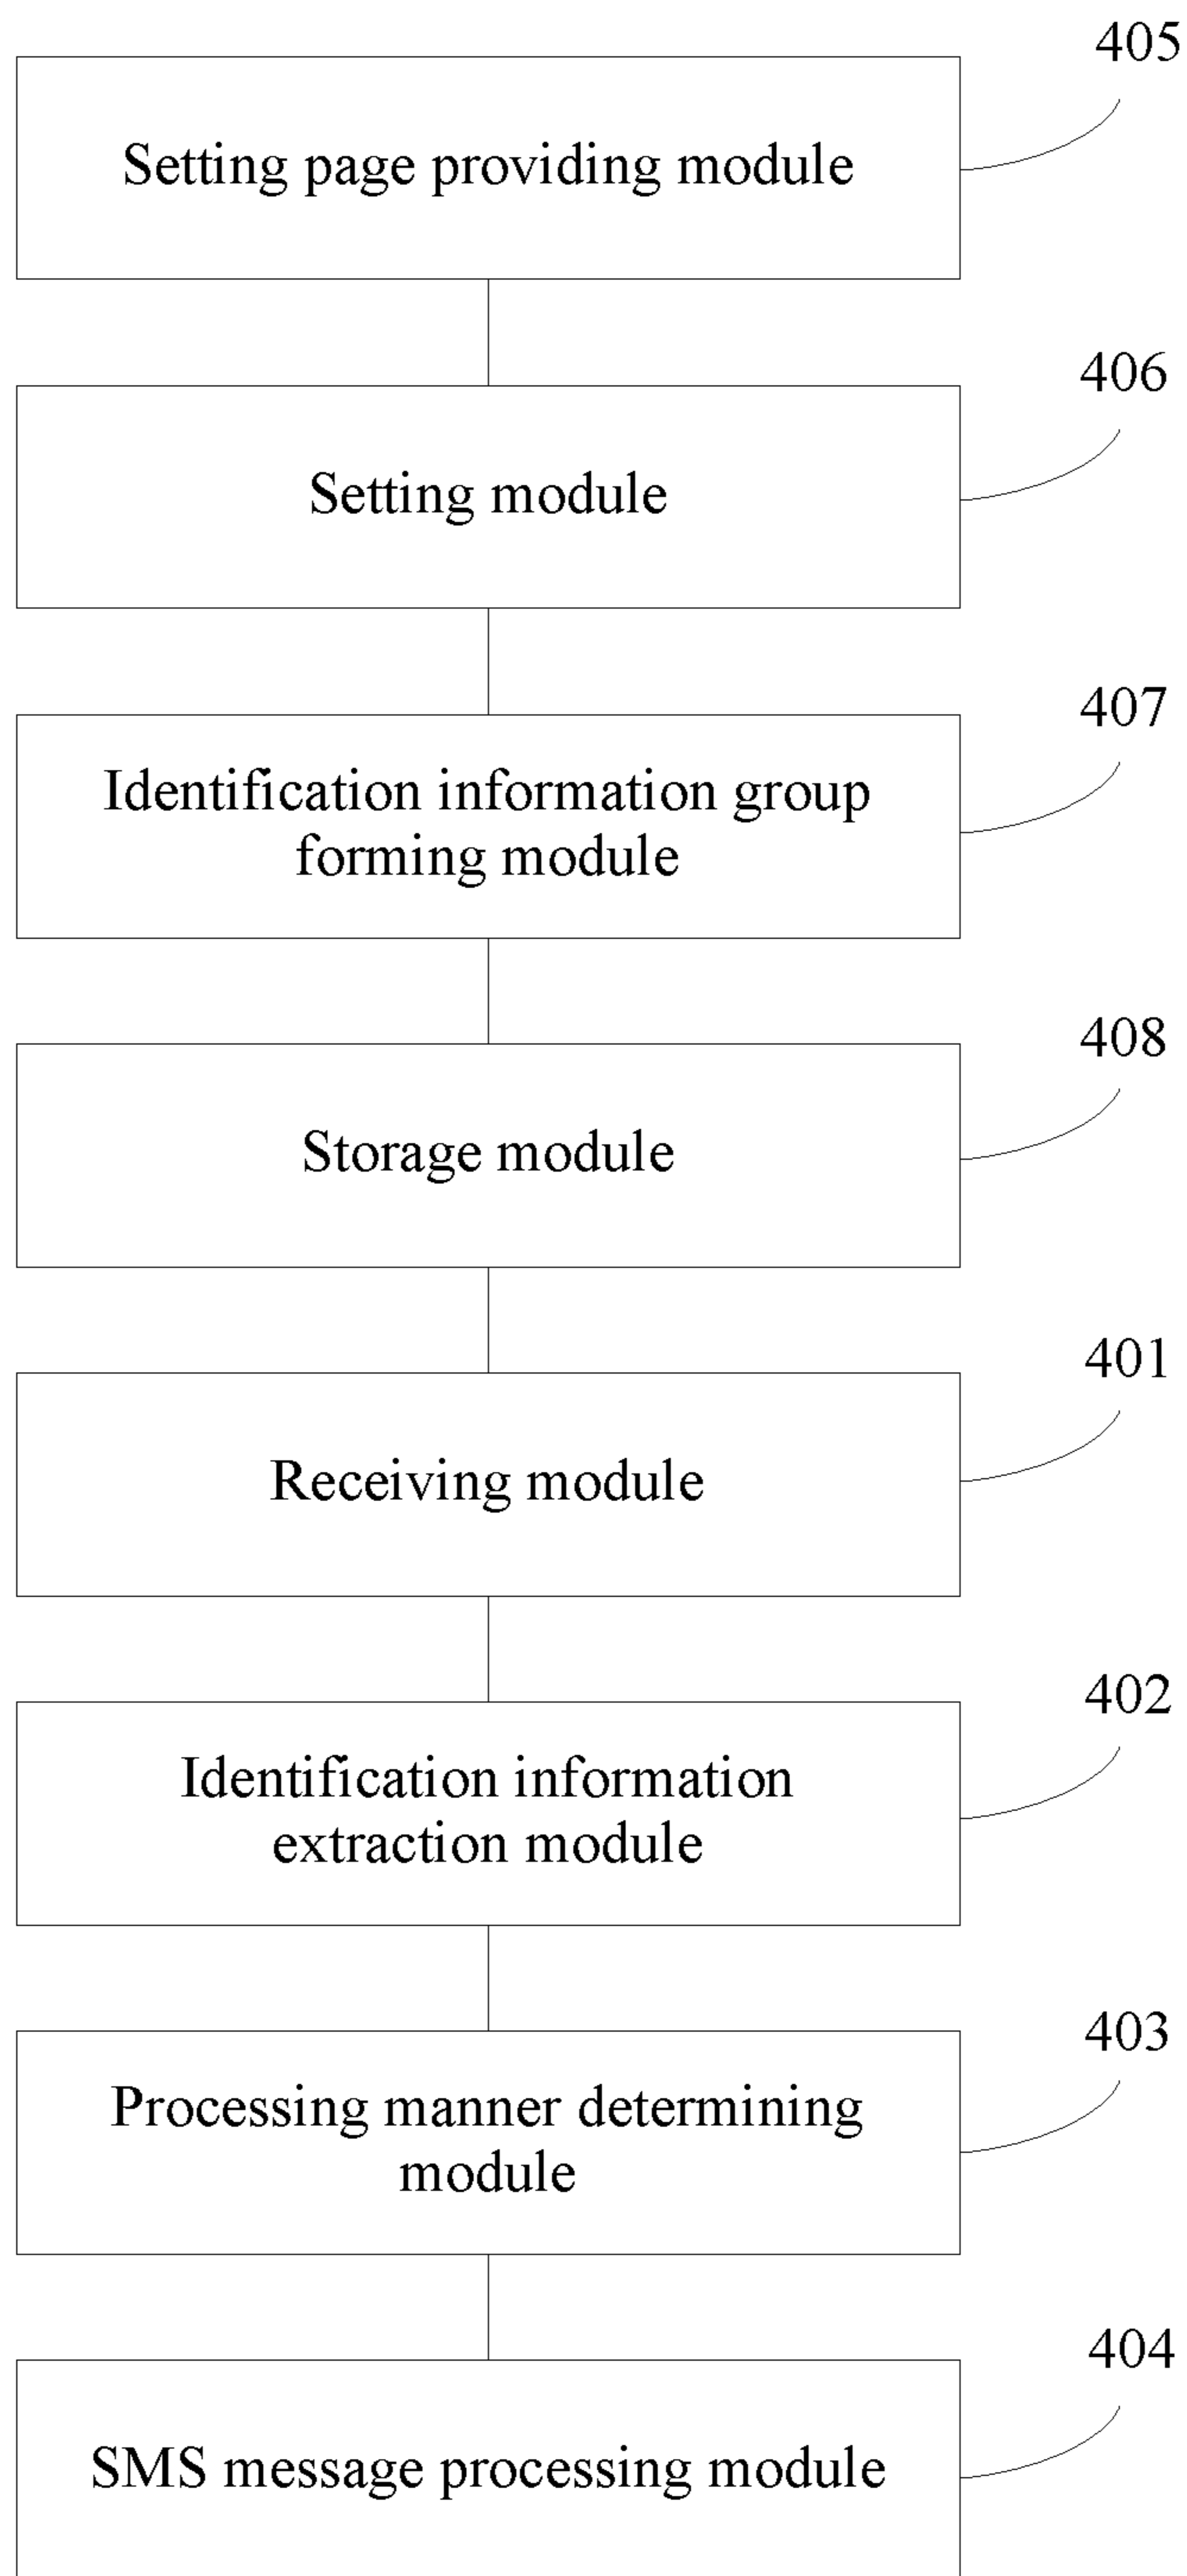 405
Setting page providing module
406
Setting module
407
Identification information group
forming module
408
Storage module
401
Receiving module
402
Identification information
extraction module
403
Processing manner determining
module
404
SMS message processing module